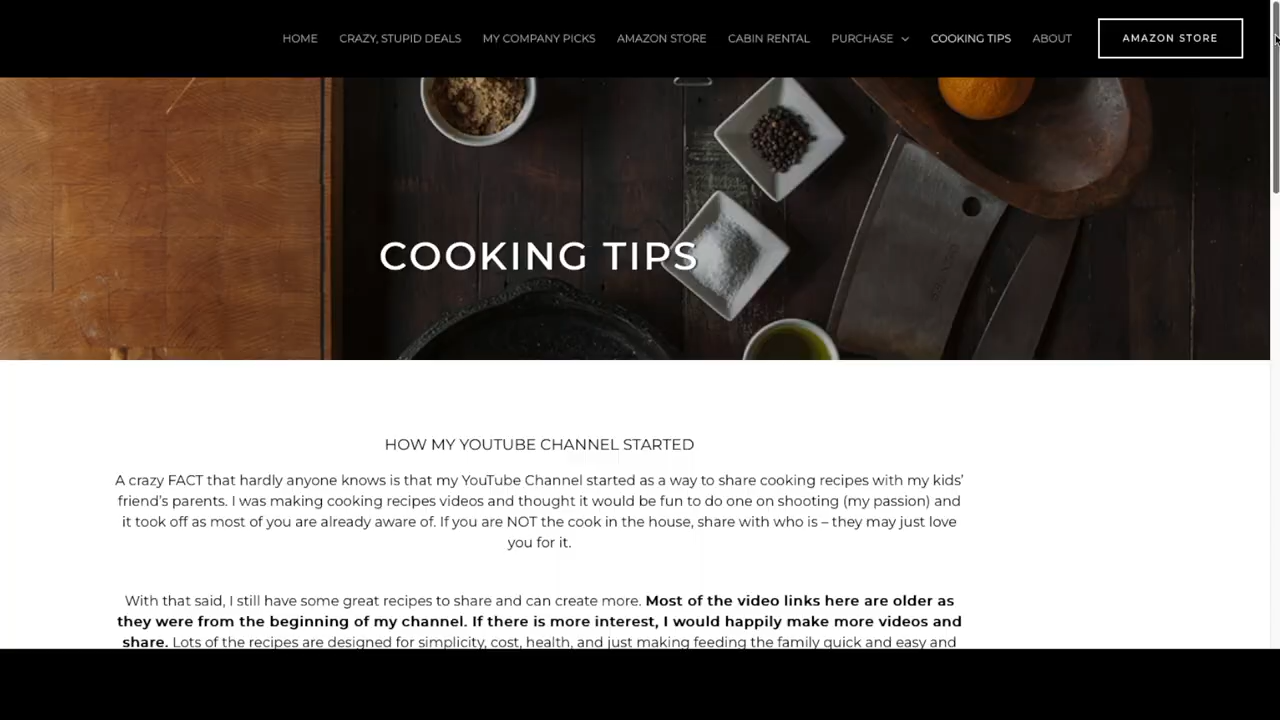 HOME CRAZY, STUPID DEALS MY COMPANY PICKS AMAZON STORE CABIN RENTAL PURCHASE COOKING TIPS ABOUT AMAZON STORE
COOKING TIPS
HOW MY YOUTUBE CHANNEL STARTED
A crazy FACT that hardly anyone knows is that my YouTube Channel started as a way to share cooking recipes with my kids’
friend’s parents. I was making cooking recipes videos and thought it would be fun to do one on shooting (my passion) and
it took off as most of you are already aware of. If you are NOT the cook in the house, share with who is – they may just love
you for it.
With that said, I still have some great recipes to share and can create more. Most of the video links here are older as
they were from the beginning of my channel. If there is more interest, I would happily make more videos and
share. Lots of the recipes are designed for simplicity, cost, health, and just making feeding the family quick and easy and